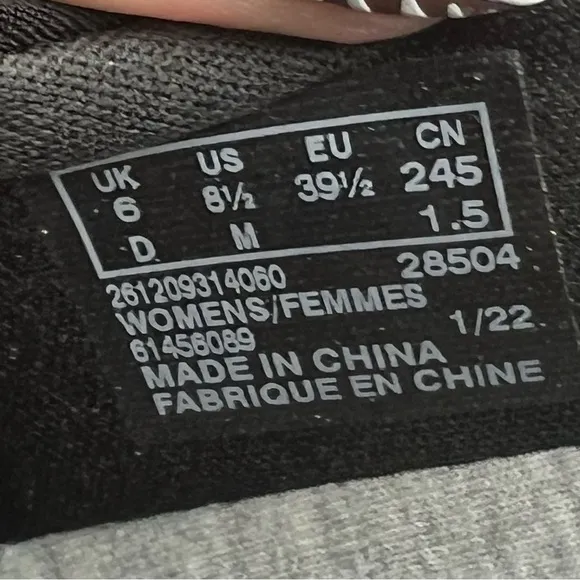 UK US EU CN
6 8½ 39½ 245
D M 1.5
261209314060 28504
WOMENS/FEMMES
61456089 1/22
MADE IN CHINA
FABRIQUE EN CHINE